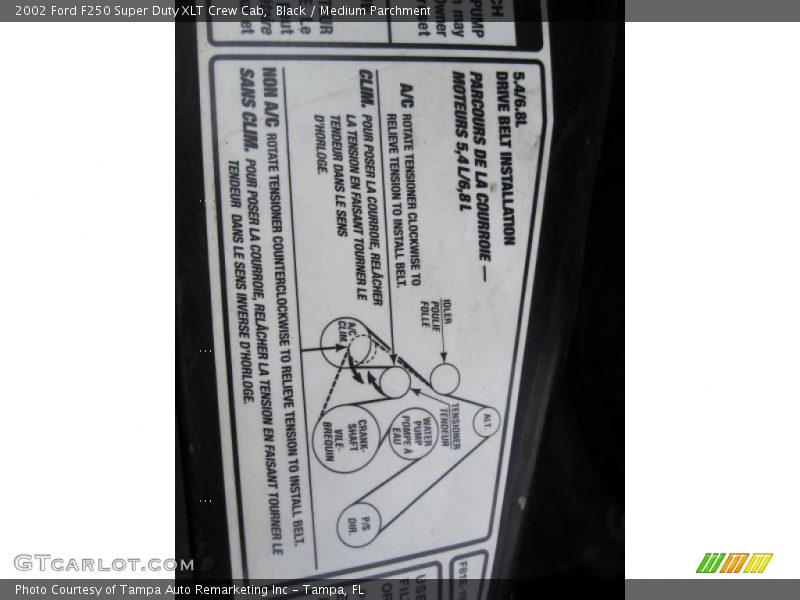 2002 Ford F250 Super Duty XLT Crew Cab, Black / Medium Parchment
PUMP
5.4/6.8L
DRIVE BELT INSTALLATION
PARCOURS DE LA COURROIE —
MOTEURS 5,4L/6,8L
A/C ROTATE TENSIONER CLOCKWISE TO
RELIEVE TENSION TO INSTALL BELT.
CLIM. POUR POSER LA COURROIE, RELÂCHER
LA TENSION EN FAISANT TOURNER LE
TENDEUR DANS LE SENS
D'HORLOGE.
NON A/C ROTATE TENSIONER COUNTERCLOCKWISE TO RELIEVE TENSION TO INSTALL BELT.
SANS CLIM. POUR POSER LA COURROIE, RELÂCHER LA TENSION EN FAISANT TOURNER LE
TENDEUR DANS LE SENS INVERSE D'HORLOGE.
IDLER
POULIE
FOLLE
ALT.
TENSIONER
TENDEUR
A/C
CLIM.
WATER
PUMP
POMPE À
EAU
CRANK-
SHAFT
VILE-
BREQUIN
P/S
DIR.
GTCarLot.com
Photo Courtesy of Tampa Auto Remarketing Inc - Tampa, FL